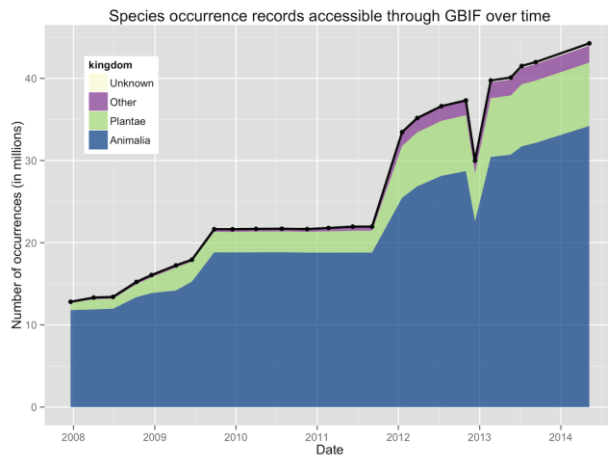 Species occurrence records accessible through GBIF over time
Number of occurrences (in millions)
40
30
20
10
0
kingdom
Unknown
Other
Plantae
Animalia
2008 2009 2010 2011 2012 2013 2014
Date